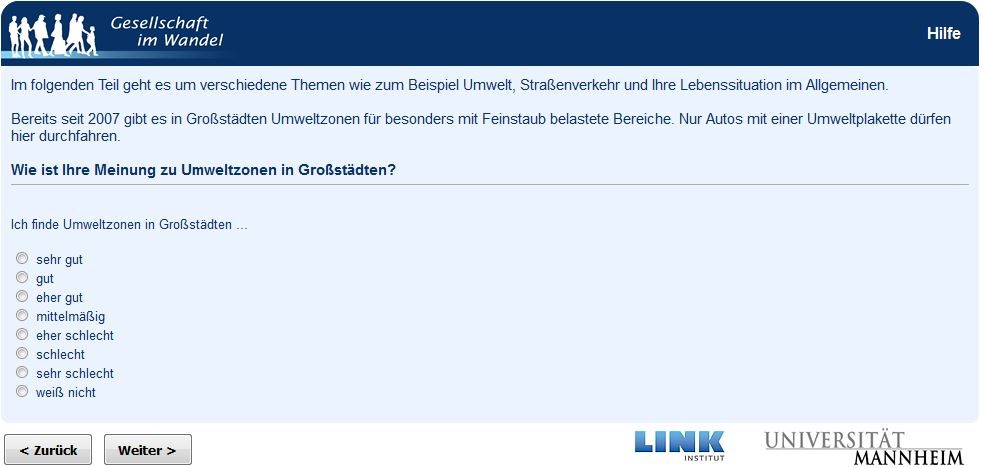 Gesellschaft
im Wandel
Hilfe
Im folgenden Teil geht es um verschiedene Themen wie zum Beispiel Umwelt, Straßenverkehr und Ihre Lebenssituation im Allgemeinen.
Bereits seit 2007 gibt es in Großstädten Umweltzonen für besonders mit Feinstaub belastete Bereiche. Nur Autos mit einer Umweltplakette dürfen
hier durchfahren.
Wie ist Ihre Meinung zu Umweltzonen in Großstädten?
Ich finde Umweltzonen in Großstädten ...
sehr gut
gut
eher gut
mittelmäßig
eher schlecht
schlecht
sehr schlecht
weiß nicht
< Zurück
Weiter >
LINK
INSTITUT
UNIVERSITÄT
MANNHEIM